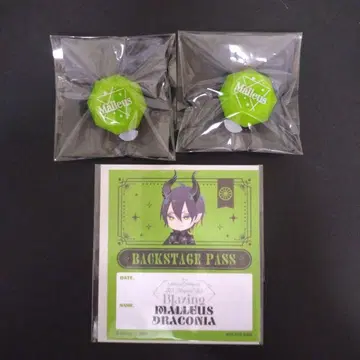 Malleus
Malleus
BACKSTAGE PASS
DATE.
NAME.
Blazing
MALLEUS
DRACONIA